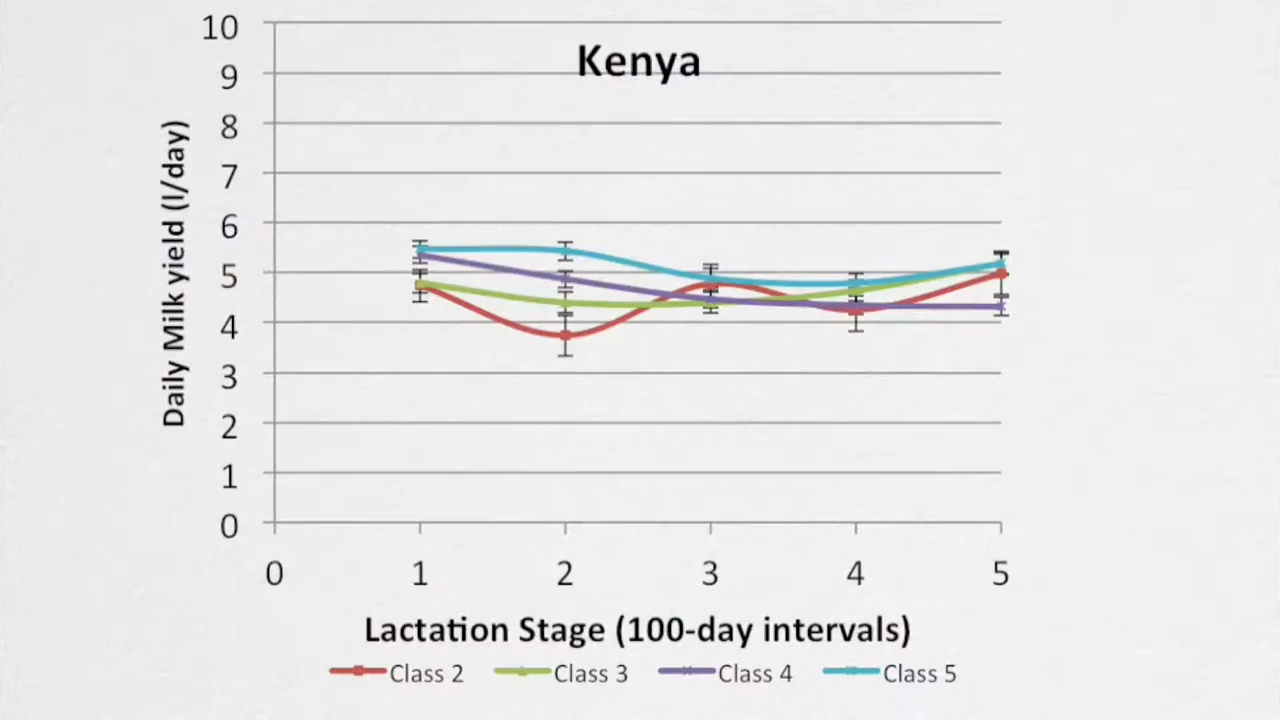 Kenya
Daily Milk yield (l/day)
10
9
8
7
6
5
4
3
2
1
0
0 1 2 3 4 5
Lactation Stage (100-day intervals)
Class 2 Class 3 Class 4 Class 5